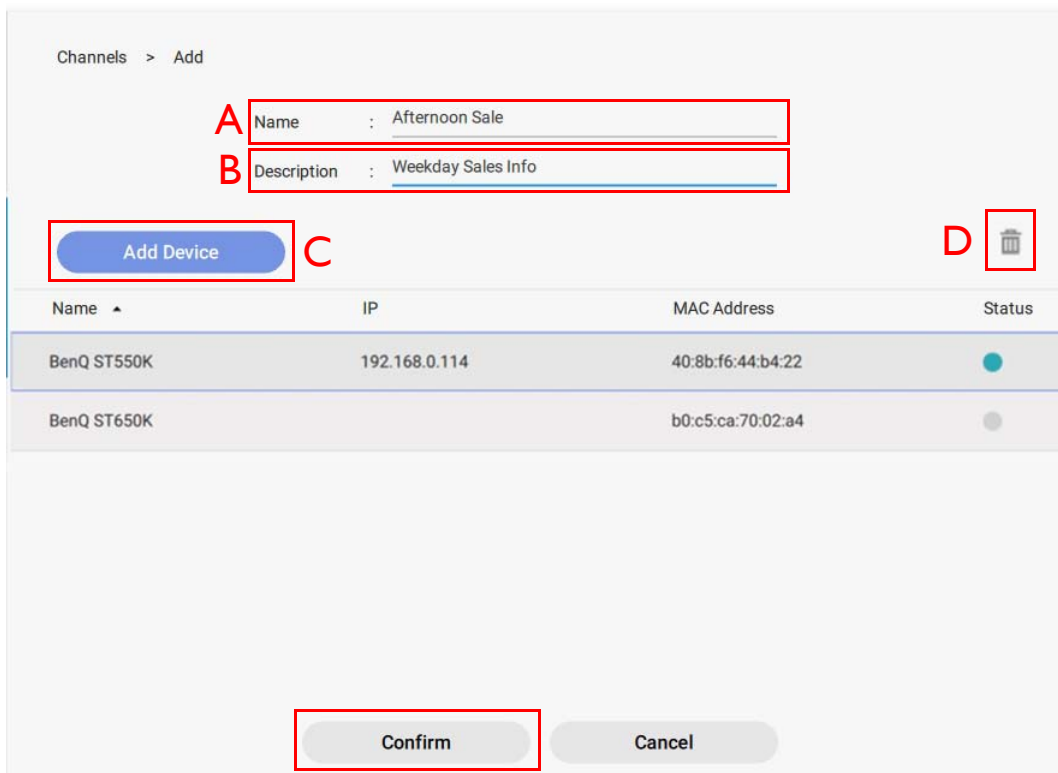 Channels > Add
A Name : Afternoon Sale
B Description : Weekday Sales Info
Add Device C D
Name IP MAC Address Status
BenQ ST550K 192.168.0.114 40:8b:f6:44:b4:22
BenQ ST650K b0:c5:ca:70:02:a4
Confirm Cancel